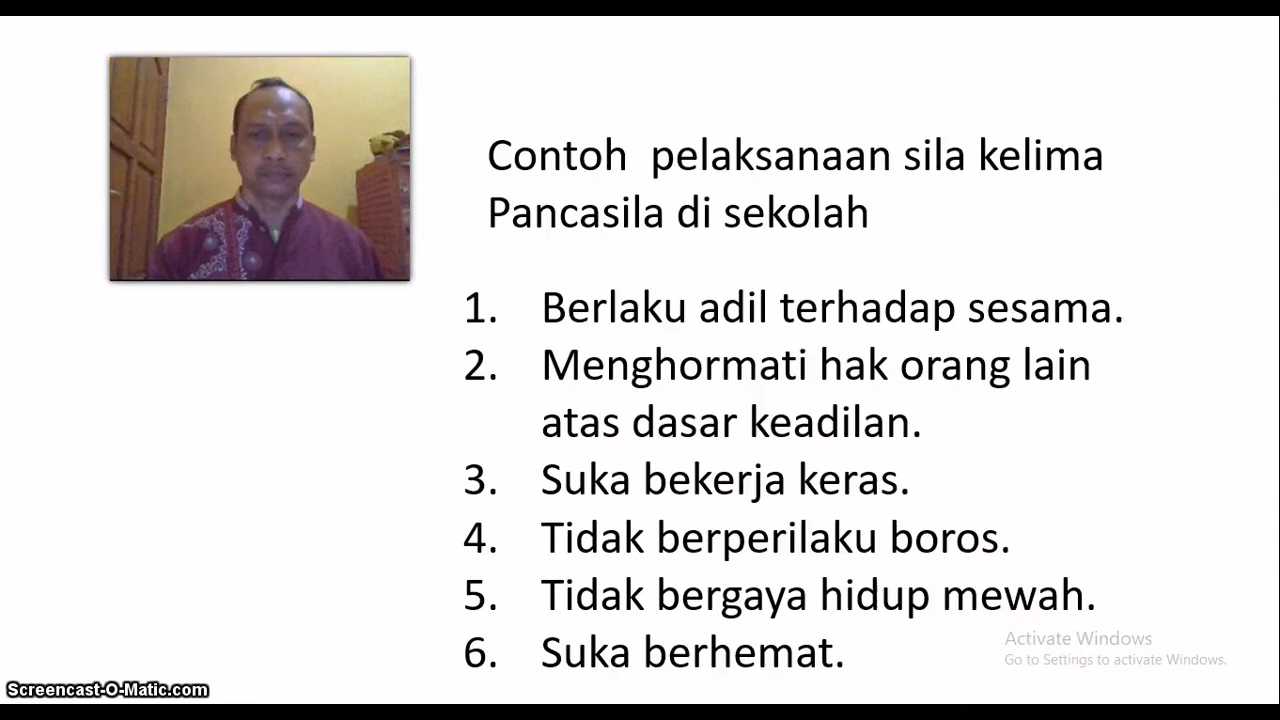 Contoh pelaksanaan sila kelima
Pancasila di sekolah
1. Berlaku adil terhadap sesama.
2. Menghormati hak orang lain
atas dasar keadilan.
3. Suka bekerja keras.
4. Tidak berperilaku boros.
5. Tidak bergaya hidup mewah.
6. Suka berhemat.
Activate Windows
Go to Settings to activate Windows.
Screencast-O-Matic.com